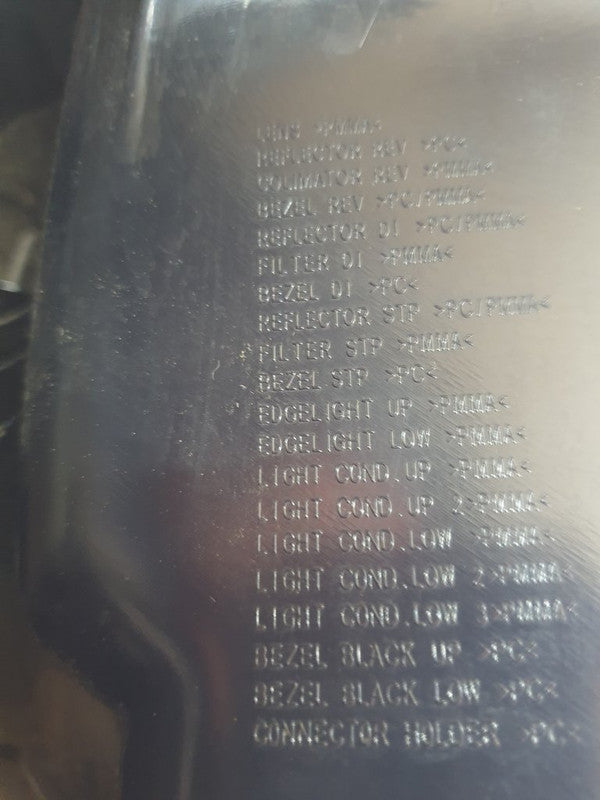 LENS >PMMA<
REFLECTOR REV >PC<
COLIMATOR REV >PMMA<
BEZEL REV >PC/PMMA<
REFLECTOR DI >PC/PMMA<
FILTER DI >PMMA<
BEZEL DI >PC<
REFLECTOR STP >PC/PMMA<
FILTER STP >PMMA<
BEZEL STP >PC<
EDGELIGHT UP >PMMA<
EDGELIGHT LOW >PMMA<
LIGHT COND.UP >PMMA<
LIGHT COND.UP 2>PMMA<
LIGHT COND.LOW >PMMA<
LIGHT COND.LOW 2>PMMA<
LIGHT COND.LOW 3>PMMA<
BEZEL BLACK UP >PC<
BEZEL BLACK LOW >PC<
CONNECTOR HOLDER >PC<